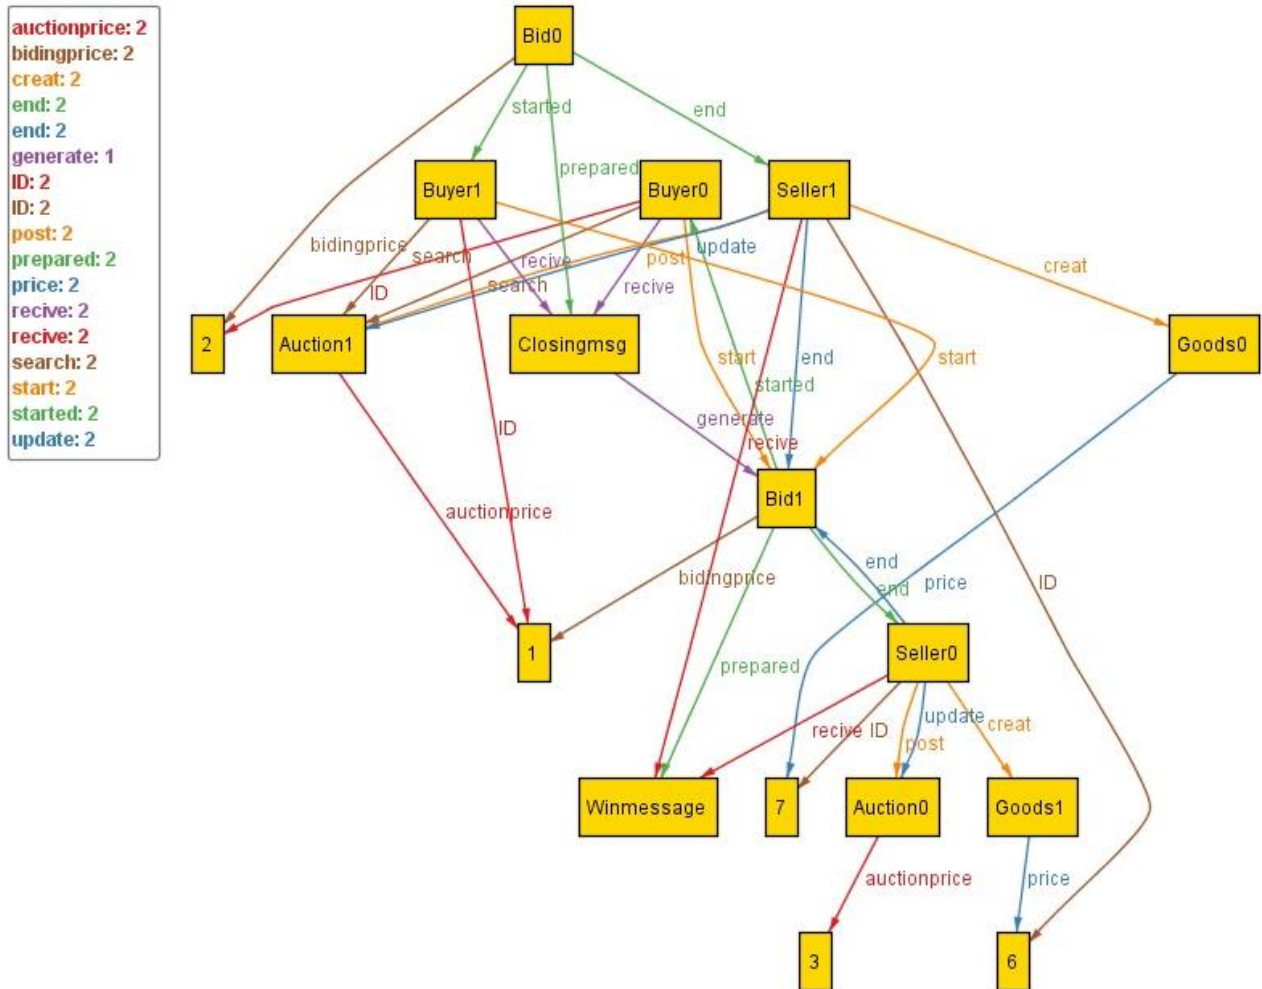 auctionprice: 2
bidingprice: 2
creat: 2
end: 2
end: 2
generate: 1
ID: 2
ID: 2
post: 2
prepared: 2
price: 2
recive: 2
recive: 2
search: 2
start: 2
started: 2
update: 2
Bid0
started
end
prepared
Buyer1
Buyer0
Seller1
bidingprice
search
recive
post
update
creat
ID
search
recive
2
Auction1
Closingmsg
start
end
start
Goods0
started
generate
ID
recive
Bid1
auctionprice
bidingprice
end
end
price
ID
1
prepared
Seller0
recive
ID
post
update
creat
Winmessage
7
Auction0
Goods1
auctionprice
price
3
6